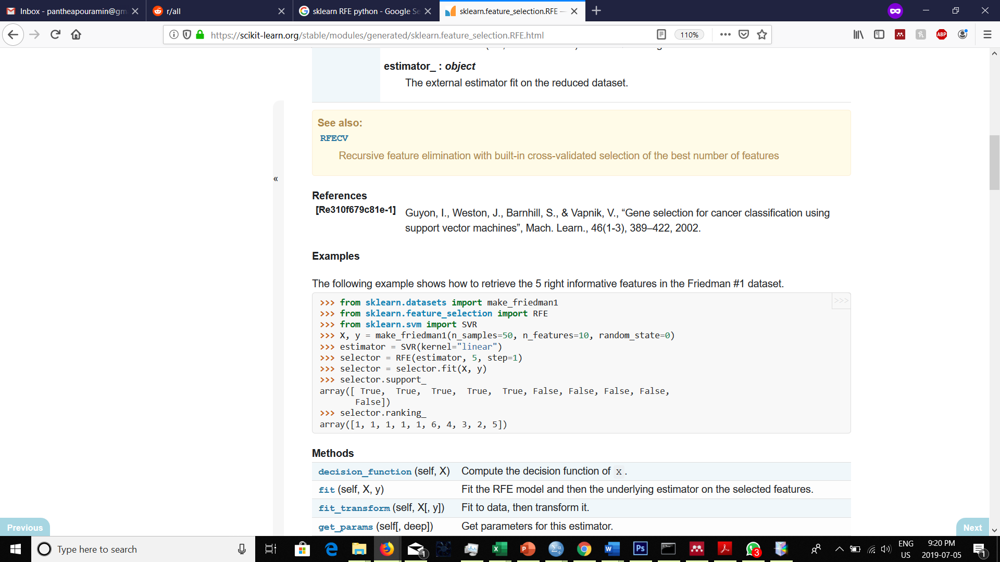 Inbox - pantheapouramin@gm
r/all
sklearn RFE python - Google Se
sklearn.feature_selection.RFE —
https://scikit-learn.org/stable/modules/generated/sklearn.feature_selection.RFE.html
110%
ABP
estimator_ : object
The external estimator fit on the reduced dataset.
See also:
RFECV
Recursive feature elimination with built-in cross-validated selection of the best number of features
«
References
[Re310f679c81e-1] Guyon, I., Weston, J., Barnhill, S., & Vapnik, V., “Gene selection for cancer classification using
support vector machines”, Mach. Learn., 46(1-3), 389–422, 2002.
Examples
The following example shows how to retrieve the 5 right informative features in the Friedman #1 dataset.
>>>
>>> from sklearn.datasets import make_friedman1
>>> from sklearn.feature_selection import RFE
>>> from sklearn.svm import SVR
>>> X, y = make_friedman1(n_samples=50, n_features=10, random_state=0)
>>> estimator = SVR(kernel="linear")
>>> selector = RFE(estimator, 5, step=1)
>>> selector = selector.fit(X, y)
>>> selector.support_
array([ True,  True,  True,  True,  True, False, False, False, False,
       False])
>>> selector.ranking_
array([1, 1, 1, 1, 1, 6, 4, 3, 2, 5])
Methods
decision_function (self, X) Compute the decision function of X .
fit (self, X, y) Fit the RFE model and then the underlying estimator on the selected features.
fit_transform (self, X[, y]) Fit to data, then transform it.
get_params (self[, deep]) Get parameters for this estimator.
Previous
Next
Type here to search
1
3
ENG
US
9:20 PM
2019-07-05
1